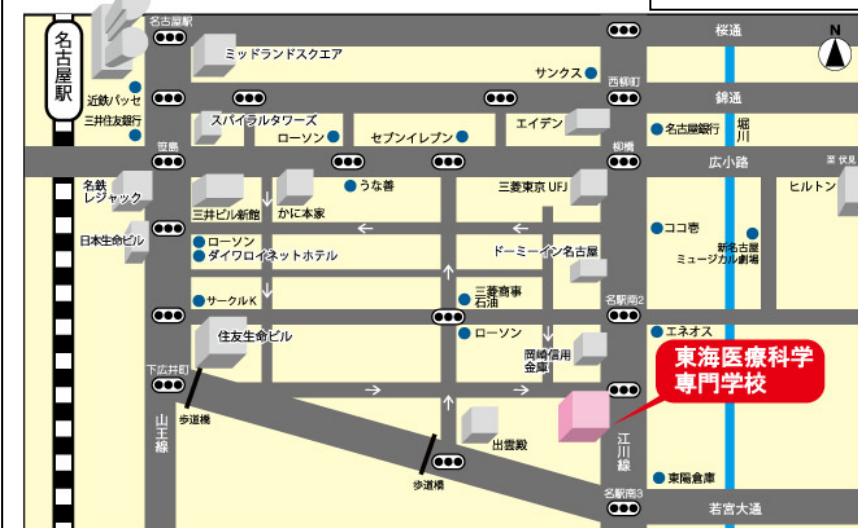 名古屋駅
桜通
N
名古屋駅
ミッドランドスクエア
サンクス
西柳町
近鉄パッセ
錦通
三井住友銀行
スパイラルタワーズ
エイデン
名古屋銀行
堀川
ローソン
セブンイレブン
笹島
柳橋
広小路
至 伏見
名鉄
レジャック
三井ビル新館
かに本家
うな善
三菱東京 UFJ
ヒルトン
日本生命ビル
ローソン
ダイワロイネットホテル
ドーミーイン名古屋
ココ壱
新名古屋
ミュージカル劇場
サークルK
三菱商事
石油
名駅南2
住友生命ビル
ローソン
岡崎信用
金庫
エネオス
東海医療科学
専門学校
下広井町
山王線
歩道橋
出雲殿
江川線
歩道橋
東陽倉庫
名駅南3
若宮大通